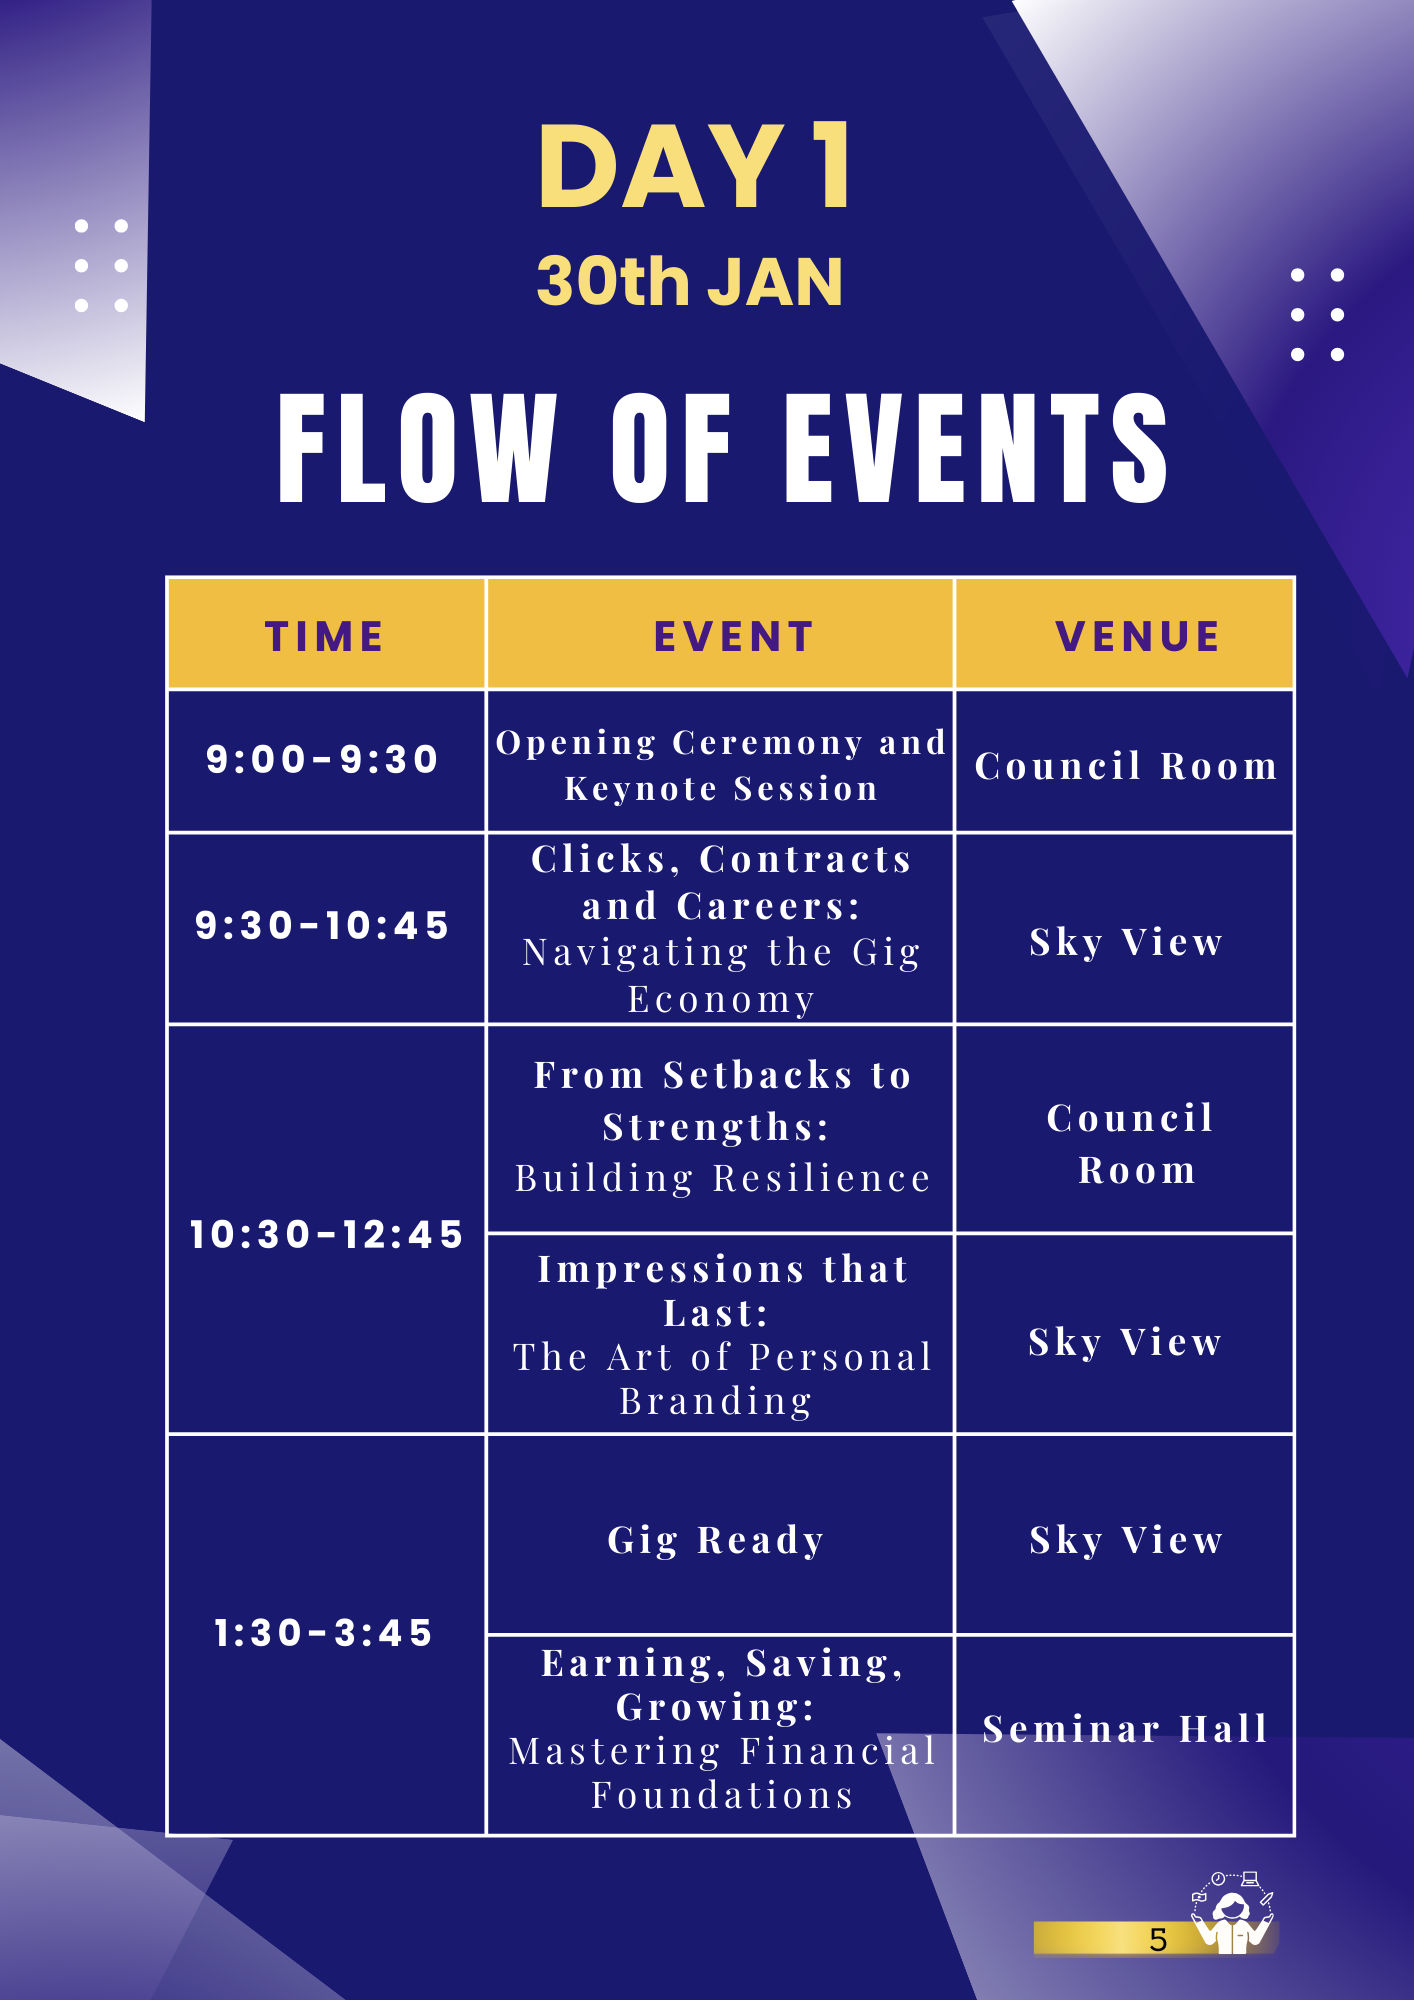 DAY 1
30th JAN
FLOW OF EVENTS
TIME
EVENT
VENUE
9:00-9:30
Opening Ceremony and
Keynote Session
Council Room
9:30-10:45
Clicks, Contracts
and Careers:
Navigating the Gig
Economy
Sky View
10:30-12:45
From Setbacks to
Strengths:
Building Resilience
Council
Room
Impressions that
Last:
The Art of Personal
Branding
Sky View
1:30-3:45
Gig Ready
Sky View
Earning, Saving,
Growing:
Mastering Financial
Foundations
Seminar Hall
5